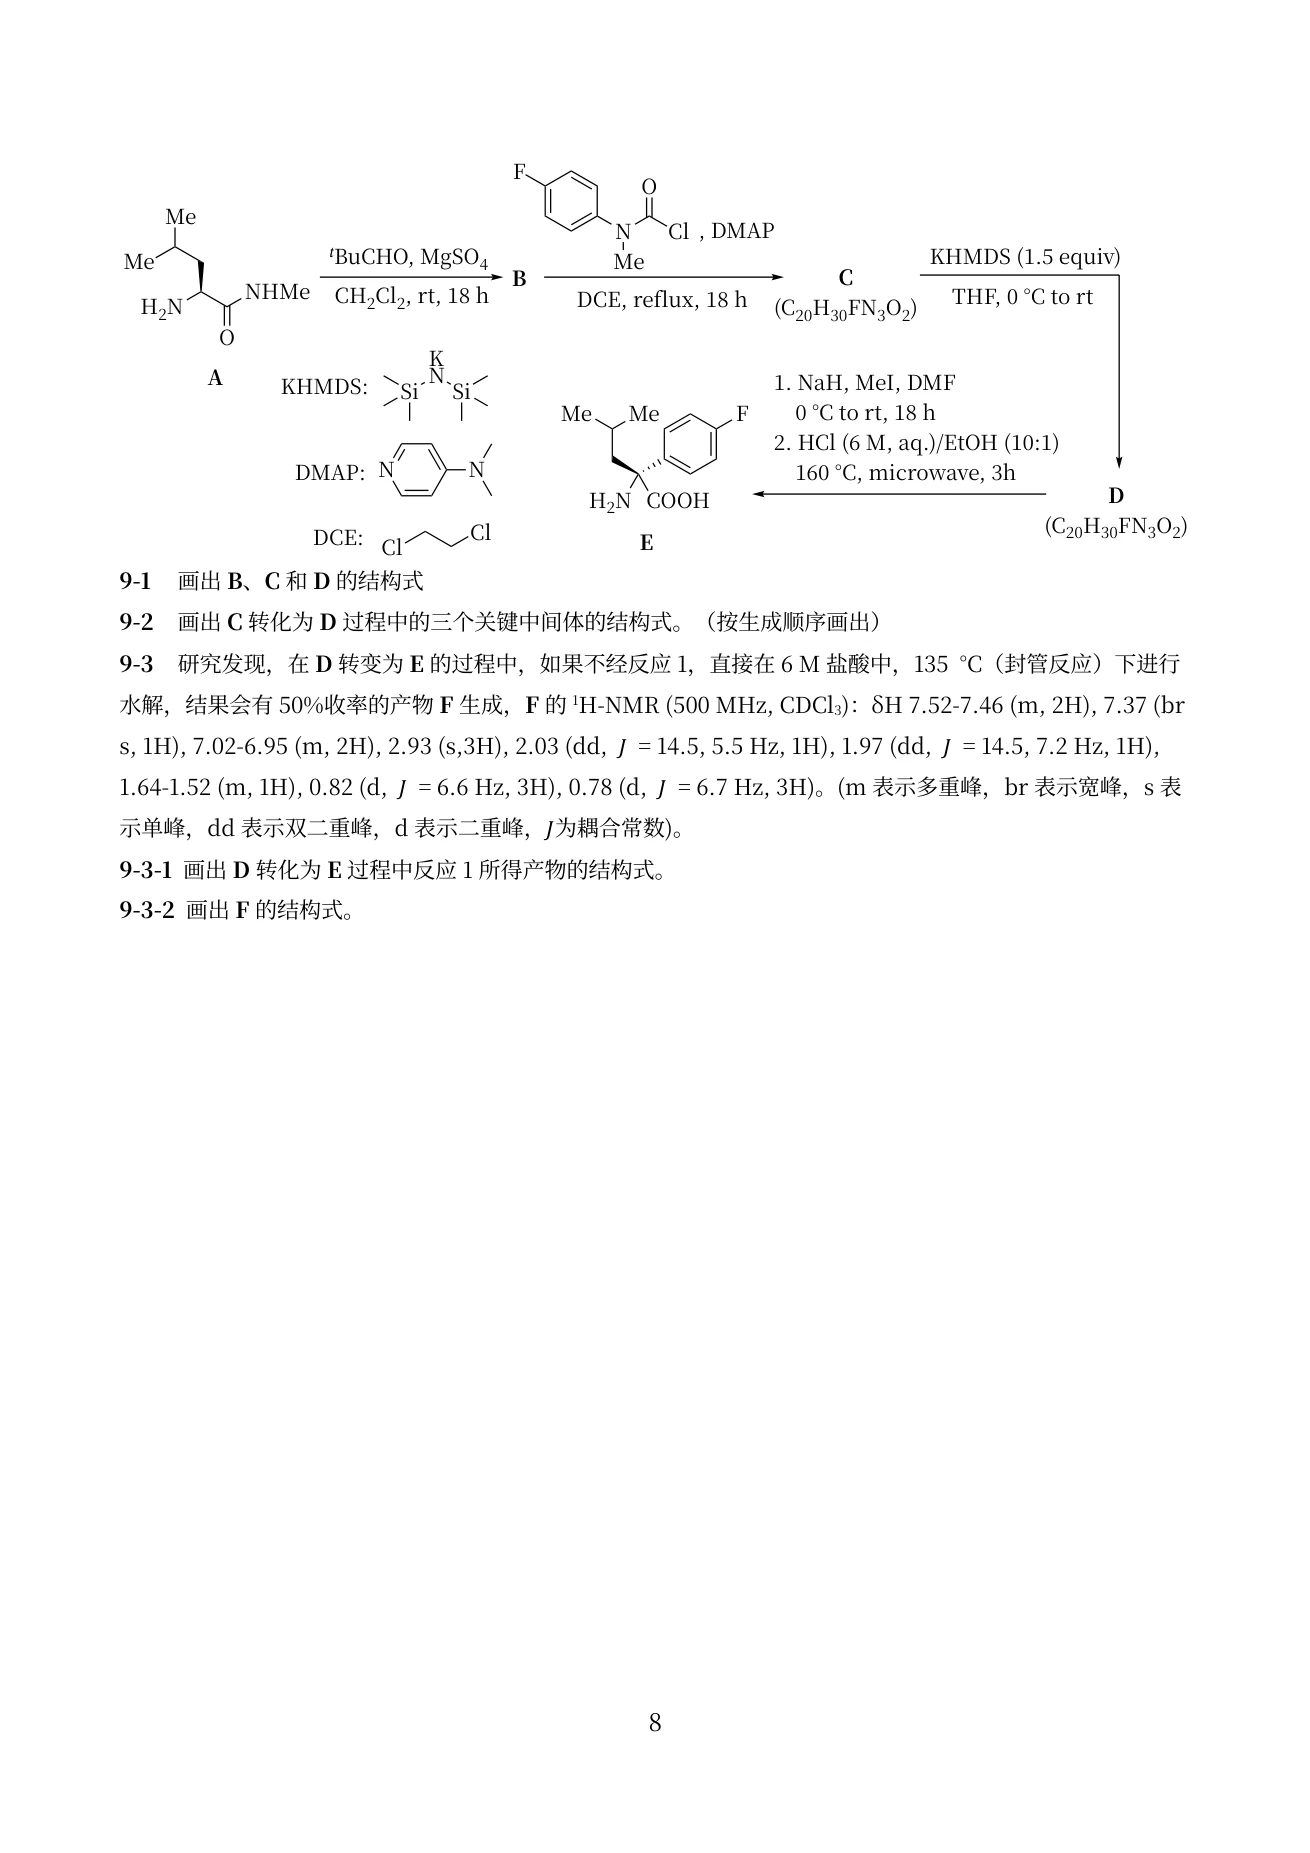 F
O
N
Cl , DMAP
Me
Me
Me
H₂N
NHMe
O
A
ᵗBuCHO, MgSO₄
CH₂Cl₂, rt, 18 h
B
DCE, reflux, 18 h
C
(C₂₀H₃₀FN₃O₂)
KHMDS (1.5 equiv)
THF, 0 °C to rt
KHMDS:
K
N
Si
Si
DMAP:
N
N
DCE:
Cl
Cl
Me
Me
F
H₂N
COOH
E
1. NaH, MeI, DMF
0 °C to rt, 18 h
2. HCl (6 M, aq.)/EtOH (10:1)
160 °C, microwave, 3h
D
(C₂₀H₃₀FN₃O₂)
9-1 画出 B、C 和 D 的结构式
9-2 画出 C 转化为 D 过程中的三个关键中间体的结构式。（按生成顺序画出）
9-3 研究发现，在 D 转变为 E 的过程中，如果不经反应 1，直接在 6 M 盐酸中，135 °C（封管反应）下进行
水解，结果会有 50%收率的产物 F 生成，F 的 ¹H-NMR (500 MHz, CDCl₃)：δH 7.52-7.46 (m, 2H), 7.37 (br
s, 1H), 7.02-6.95 (m, 2H), 2.93 (s,3H), 2.03 (dd, J = 14.5, 5.5 Hz, 1H), 1.97 (dd, J = 14.5, 7.2 Hz, 1H),
1.64-1.52 (m, 1H), 0.82 (d, J = 6.6 Hz, 3H), 0.78 (d, J = 6.7 Hz, 3H)。(m 表示多重峰，br 表示宽峰，s 表
示单峰，dd 表示双二重峰，d 表示二重峰，J为耦合常数)。
9-3-1 画出 D 转化为 E 过程中反应 1 所得产物的结构式。
9-3-2 画出 F 的结构式。
8